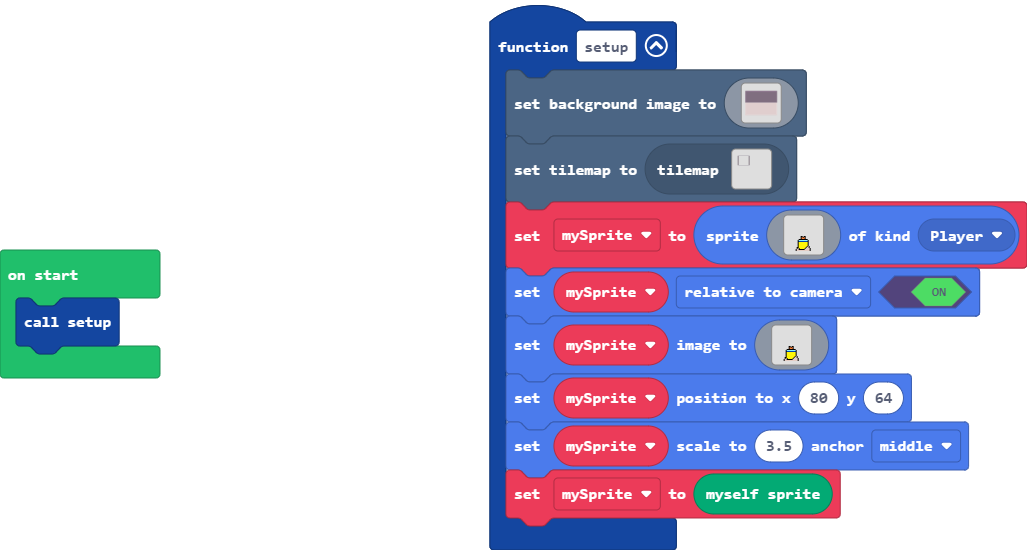 on start
call setup
function setup
set background image to
set tilemap to tilemap
set mySprite to sprite of kind Player
set mySprite relative to camera ON
set mySprite image to
set mySprite position to x 80 y 64
set mySprite scale to 3.5 anchor middle
set mySprite to myself sprite